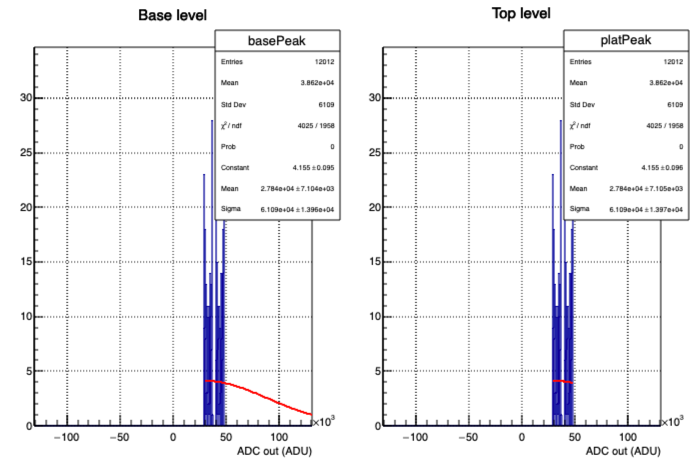 Base level
basePeak
Entries 12012
Mean 3.862e+04
Std Dev 6109
χ² / ndf 4025 / 1958
Prob 0
Constant 4.155 ± 0.095
Mean 2.784e+04 ± 7.104e+03
Sigma 6.109e+04 ± 1.396e+04
30
25
20
15
10
5
0
−100 −50 0 50 100
×10³
ADC out (ADU)
Top level
platPeak
Entries 12012
Mean 3.862e+04
Std Dev 6109
χ² / ndf 4025 / 1958
Prob 0
Constant 4.155 ± 0.096
Mean 2.784e+04 ± 7.105e+03
Sigma 6.109e+04 ± 1.397e+04
30
25
20
15
10
5
0
−100 −50 0 50 100
×10³
ADC out (ADU)